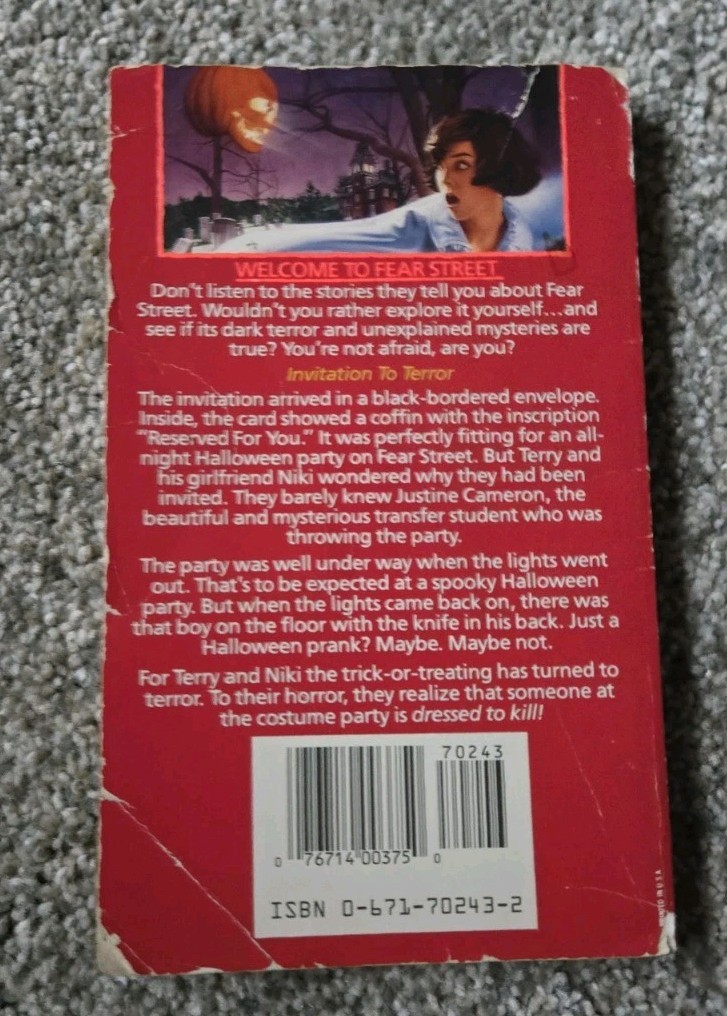 WELCOME TO FEAR STREET
Don't listen to the stories they tell you about Fear
Street. Wouldn't you rather explore it yourself...and
see if its dark terror and unexplained mysteries are
true? You're not afraid, are you?
Invitation To Terror
The invitation arrived in a black-bordered envelope.
Inside, the card showed a coffin with the inscription
"Reserved For You." It was perfectly fitting for an all-
night Halloween party on Fear Street. But Terry and
his girlfriend Niki wondered why they had been
invited. They barely knew Justine Cameron, the
beautiful and mysterious transfer student who was
throwing the party.
The party was well under way when the lights went
out. That's to be expected at a spooky Halloween
party. But when the lights came back on, there was
that boy on the floor with the knife in his back. Just a
Halloween prank? Maybe. Maybe not.
For Terry and Niki the trick-or-treating has turned to
terror. To their horror, they realize that someone at
the costume party is dressed to kill!
70243
0 76714 00375 0
ISBN 0-671-70243-2
PRINTED IN U.S.A.